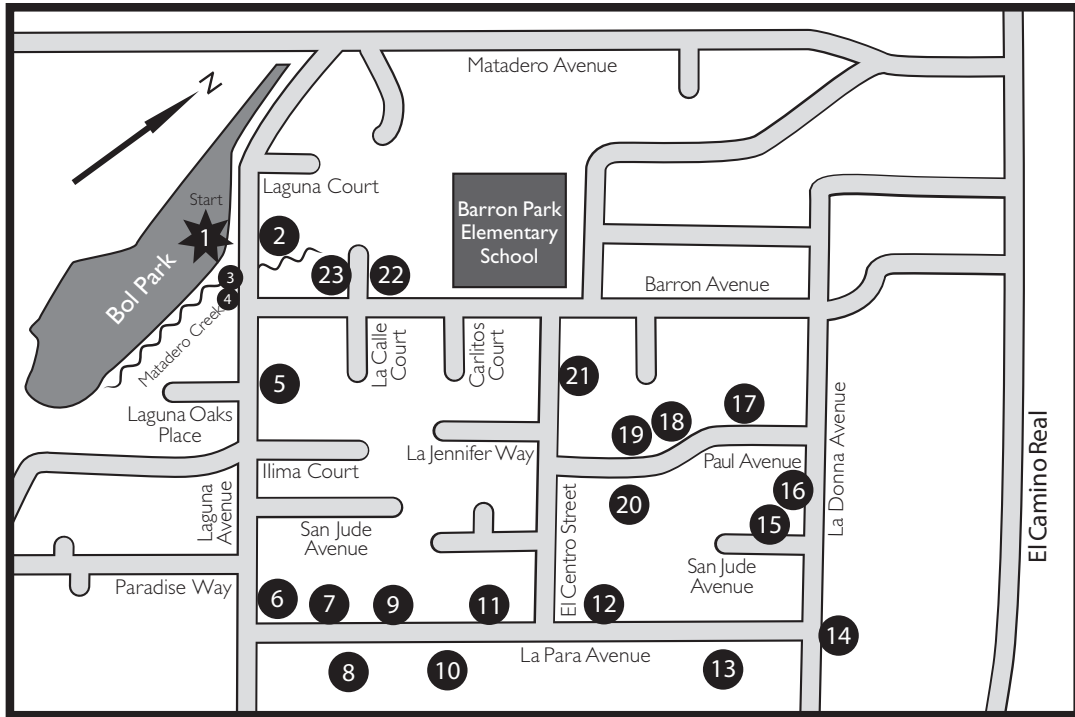 Matadero Avenue
N
Laguna Court
Start
1
2
Barron Park
Elementary
School
Bol Park
3
4
23
22
Barron Avenue
Matadero Creek
La Calle
Court
Carlitos
Court
5
21
Laguna Oaks
Place
La Jennifer Way
19
18
17
Paul Avenue
La Donna Avenue
Ilima Court
16
El Camino Real
Laguna
Avenue
San Jude
Avenue
El Centro Street
20
15
San Jude
Avenue
Paradise Way
6
7
9
11
12
14
La Para Avenue
8
10
13